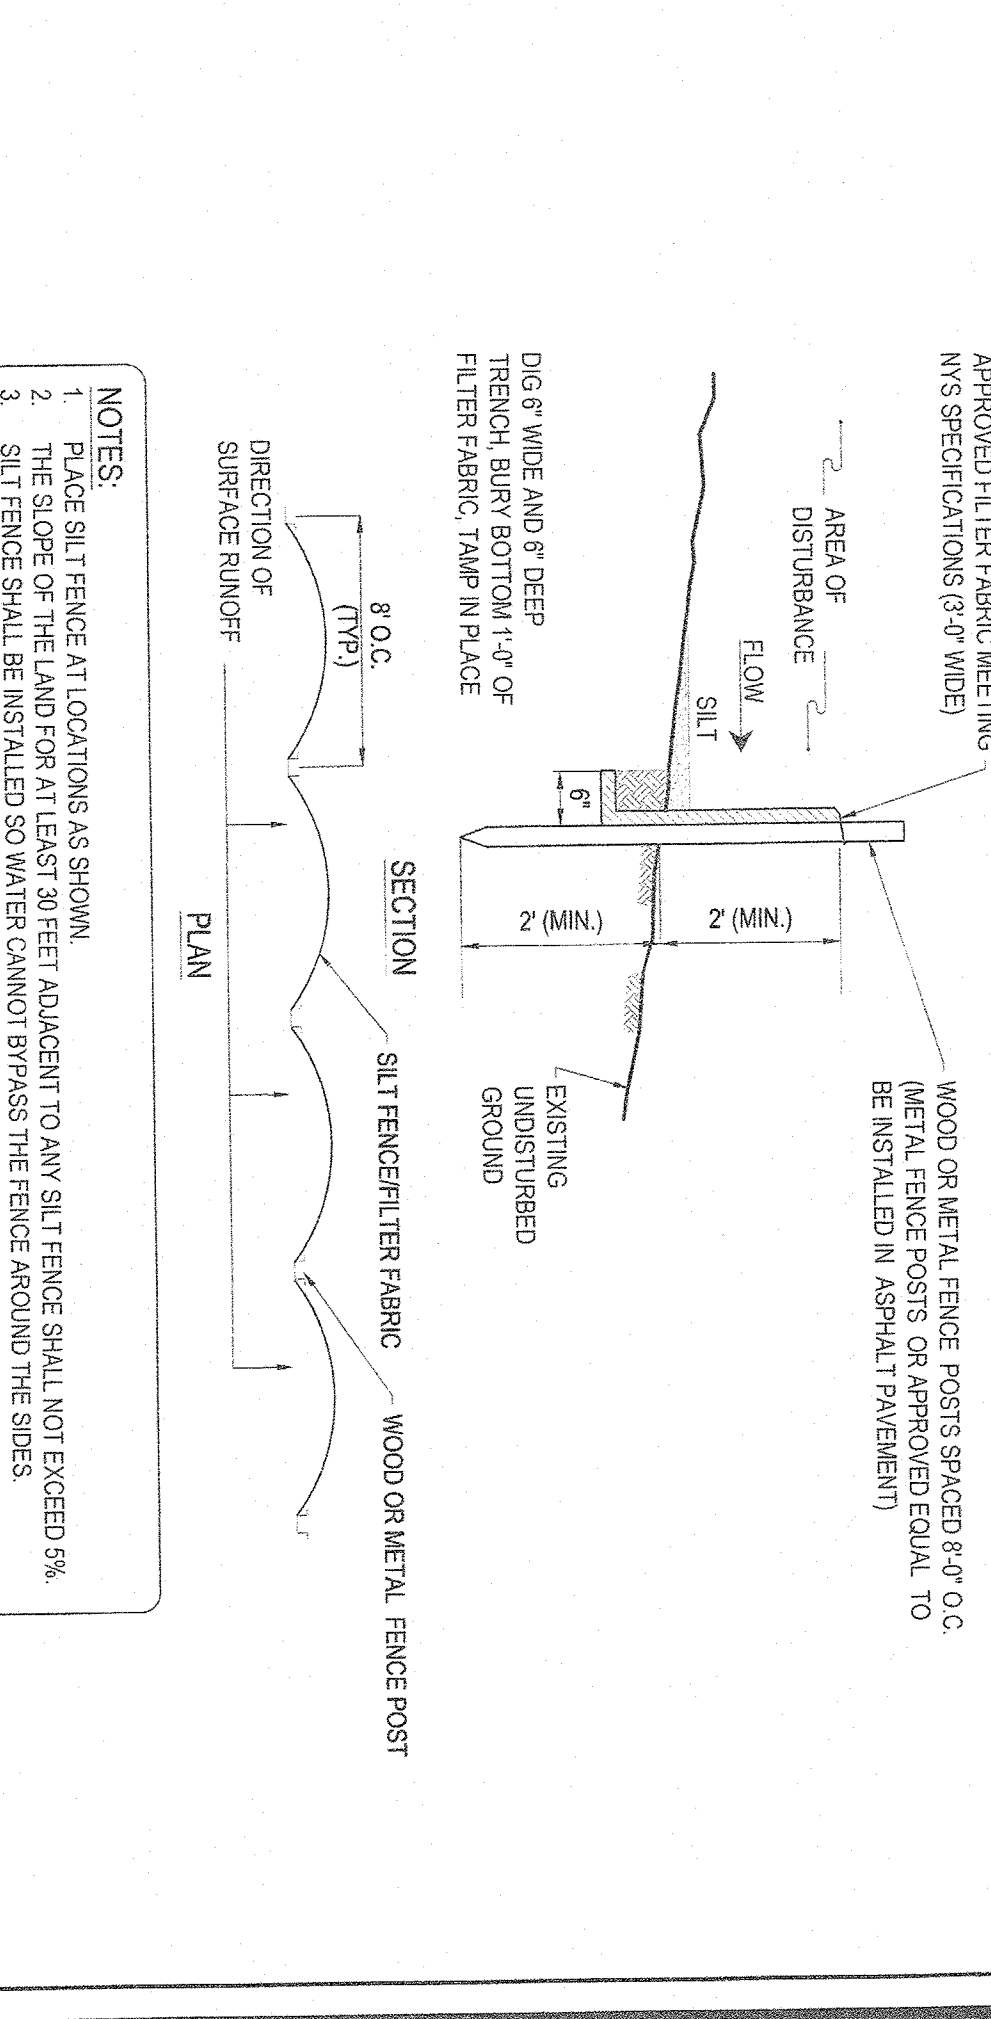 APPROVED FILTER FABRIC MEETING
NYS SPECIFICATIONS (3'-0" WIDE)
WOOD OR METAL FENCE POSTS SPACED 8'-0" O.C.
(METAL FENCE POSTS OR APPROVED EQUAL TO
BE INSTALLED IN ASPHALT PAVEMENT)
AREA OF
DISTURBANCE
FLOW
SILT
2' (MIN.)
2' (MIN.)
6"
DIG 6" WIDE AND 6" DEEP
TRENCH, BURY BOTTOM 1'-0" OF
FILTER FABRIC, TAMP IN PLACE
EXISTING
UNDISTURBED
GROUND
SECTION
8' O.C.
(TYP.)
SILT FENCE/FILTER FABRIC
WOOD OR METAL FENCE POST
DIRECTION OF
SURFACE RUNOFF
PLAN
NOTES:
1. PLACE SILT FENCE AT LOCATIONS AS SHOWN.
2. THE SLOPE OF THE LAND FOR AT LEAST 30 FEET ADJACENT TO ANY SILT FENCE SHALL NOT EXCEED 5%.
3. SILT FENCE SHALL BE INSTALLED SO WATER CANNOT BYPASS THE FENCE AROUND THE SIDES.